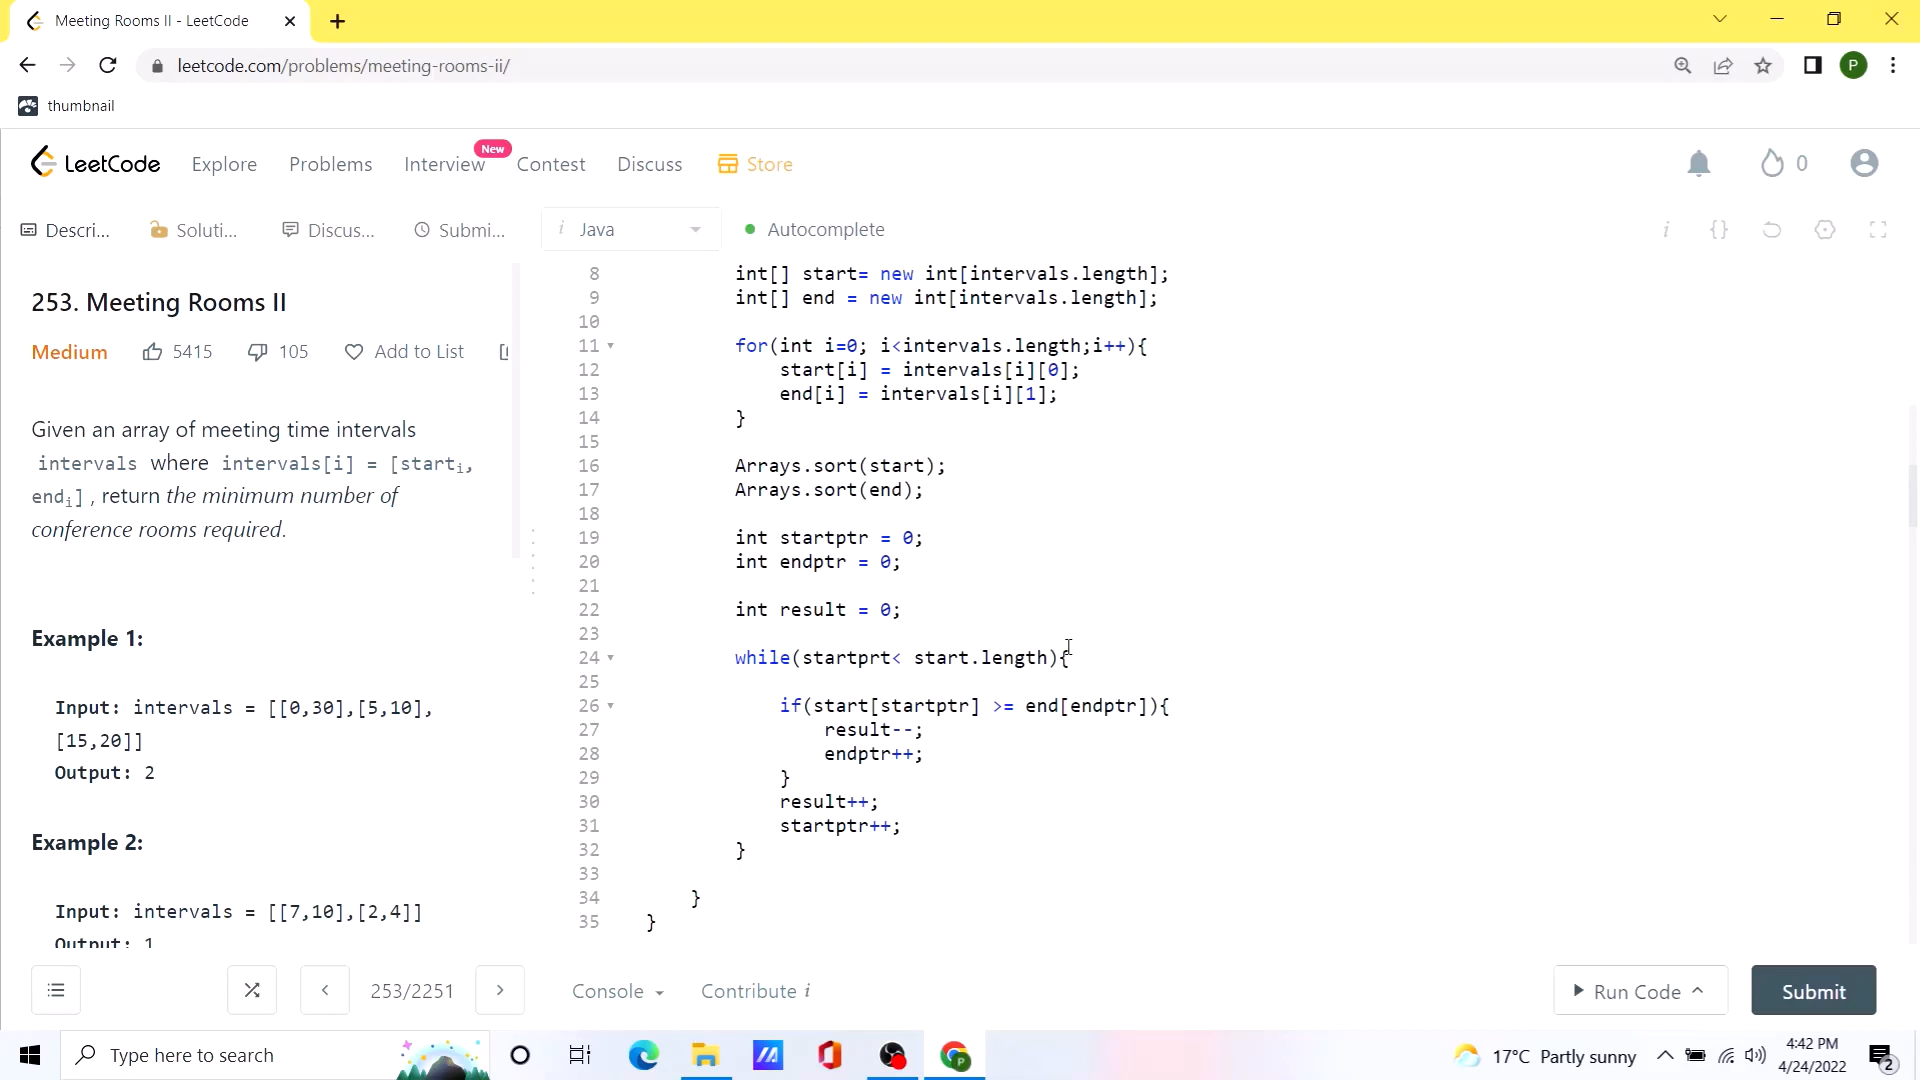 Meeting Rooms II - LeetCode
leetcode.com/problems/meeting-rooms-ii/
P
thumbnail
LeetCode
Explore
Problems
Interview
New
Contest
Discuss
Store
0
Descri...
Soluti...
Discus...
Submi...
i Java
Autocomplete
i {}
253. Meeting Rooms II
Medium 5415 105 Add to List
Given an array of meeting time intervals
intervals where intervals[i] = [starti,
endi], return the minimum number of
conference rooms required.
Example 1:
Input: intervals = [[0,30],[5,10],
[15,20]]
Output: 2
Example 2:
Input: intervals = [[7,10],[2,4]]
Output: 1
8 int[] start= new int[intervals.length];
9 int[] end = new int[intervals.length];
10
11 for(int i=0; i<intervals.length;i++){
12 start[i] = intervals[i][0];
13 end[i] = intervals[i][1];
14 }
15
16 Arrays.sort(start);
17 Arrays.sort(end);
18
19 int startptr = 0;
20 int endptr = 0;
21
22 int result = 0;
23
24 while(startprt< start.length){
25
26 if(start[startptr] >= end[endptr]){
27 result--;
28 endptr++;
29 }
30 result++;
31 startptr++;
32 }
33
34 }
35 }
253/2251
Console
Contribute i
Run Code
Submit
Type here to search
P
17°C Partly sunny
4:42 PM
4/24/2022
2